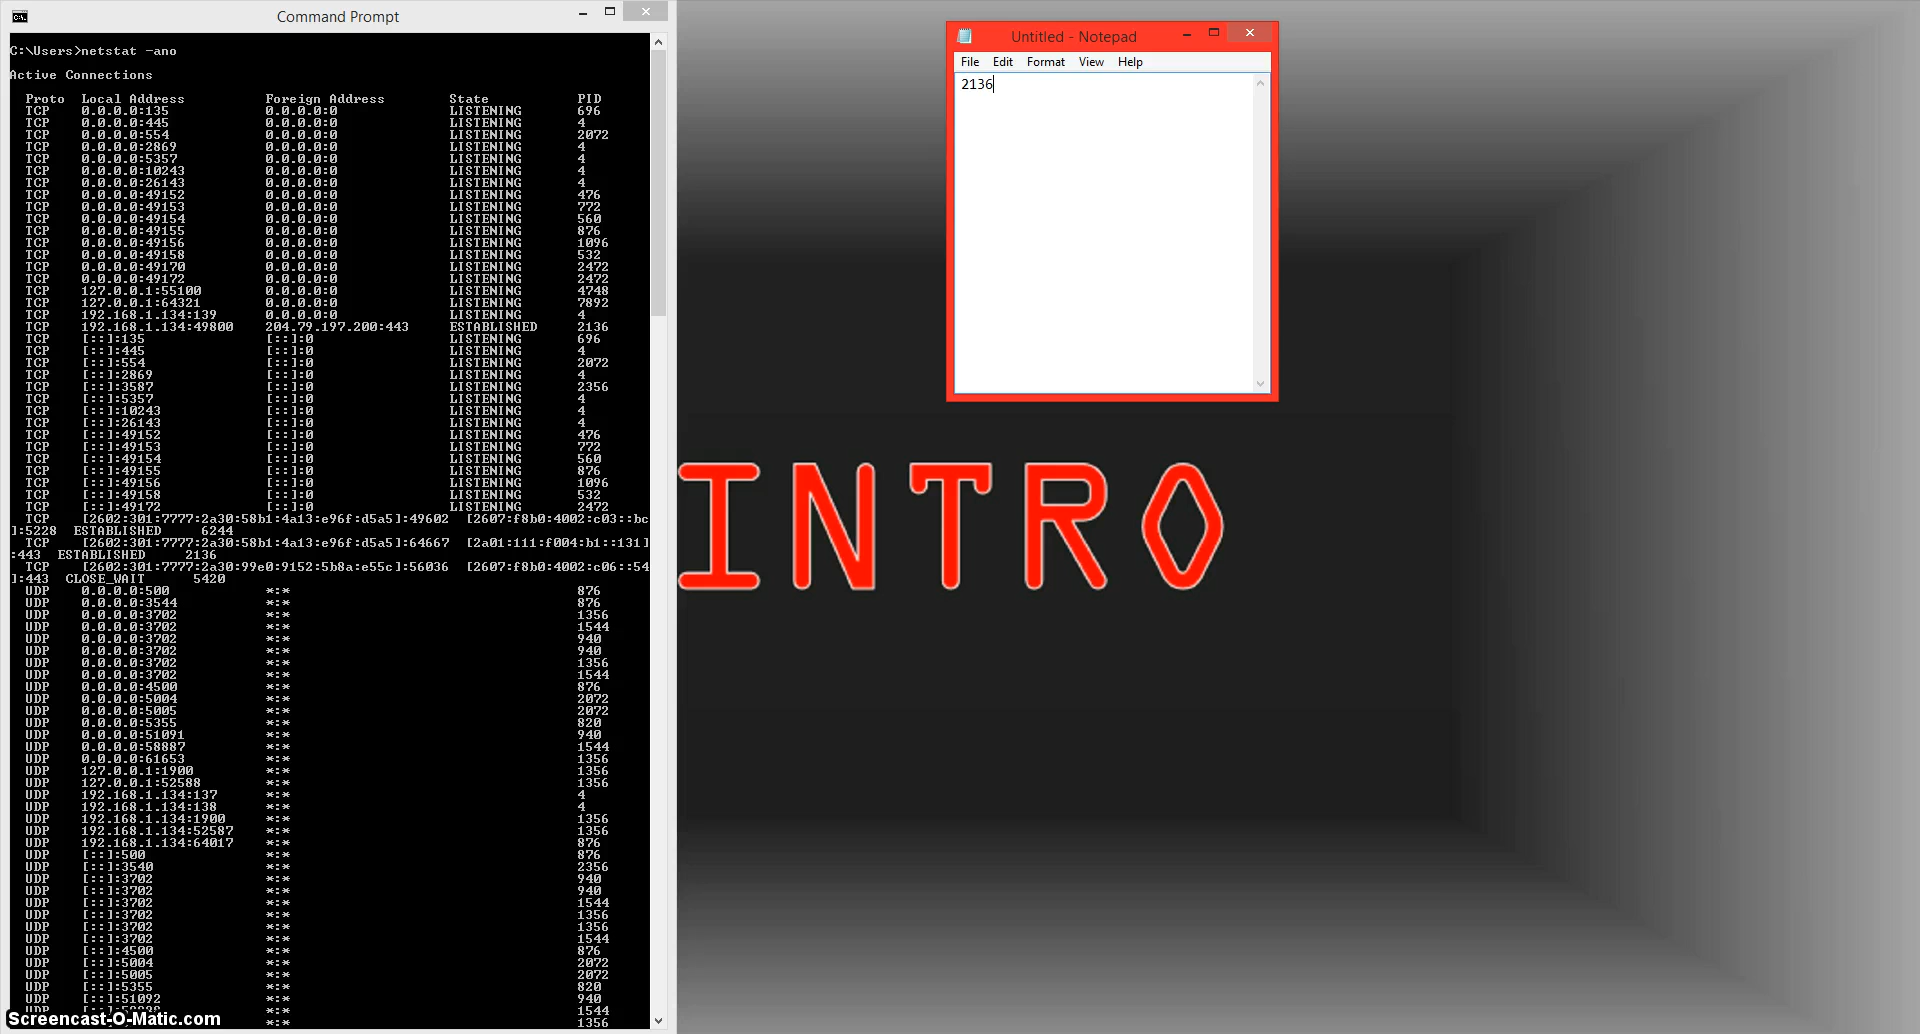 Command Prompt
C:\Users>netstat -ano
Active Connections
Proto Local Address Foreign Address State PID
TCP 0.0.0.0:135 0.0.0.0:0 LISTENING 696
TCP 0.0.0.0:445 0.0.0.0:0 LISTENING 4
TCP 0.0.0.0:554 0.0.0.0:0 LISTENING 2072
TCP 0.0.0.0:2869 0.0.0.0:0 LISTENING 4
TCP 0.0.0.0:5357 0.0.0.0:0 LISTENING 4
TCP 0.0.0.0:10243 0.0.0.0:0 LISTENING 4
TCP 0.0.0.0:26143 0.0.0.0:0 LISTENING 4
TCP 0.0.0.0:49152 0.0.0.0:0 LISTENING 476
TCP 0.0.0.0:49153 0.0.0.0:0 LISTENING 772
TCP 0.0.0.0:49154 0.0.0.0:0 LISTENING 560
TCP 0.0.0.0:49155 0.0.0.0:0 LISTENING 876
TCP 0.0.0.0:49156 0.0.0.0:0 LISTENING 1096
TCP 0.0.0.0:49158 0.0.0.0:0 LISTENING 532
TCP 0.0.0.0:49170 0.0.0.0:0 LISTENING 2472
TCP 0.0.0.0:49172 0.0.0.0:0 LISTENING 2472
TCP 127.0.0.1:55100 0.0.0.0:0 LISTENING 4748
TCP 127.0.0.1:64321 0.0.0.0:0 LISTENING 7892
TCP 192.168.1.134:139 0.0.0.0:0 LISTENING 4
TCP 192.168.1.134:49800 204.79.197.200:443 ESTABLISHED 2136
TCP [::]:135 [::]:0 LISTENING 696
TCP [::]:445 [::]:0 LISTENING 4
TCP [::]:554 [::]:0 LISTENING 2072
TCP [::]:2869 [::]:0 LISTENING 4
TCP [::]:3587 [::]:0 LISTENING 2356
TCP [::]:5357 [::]:0 LISTENING 4
TCP [::]:10243 [::]:0 LISTENING 4
TCP [::]:26143 [::]:0 LISTENING 4
TCP [::]:49152 [::]:0 LISTENING 476
TCP [::]:49153 [::]:0 LISTENING 772
TCP [::]:49154 [::]:0 LISTENING 560
TCP [::]:49155 [::]:0 LISTENING 876
TCP [::]:49156 [::]:0 LISTENING 1096
TCP [::]:49158 [::]:0 LISTENING 532
TCP [::]:49172 [::]:0 LISTENING 2472
TCP [2602:301:7777:2a30:58b1:4a13:e96f:d5a5]:49602 [2607:f8b0:4002:c03::bc
]:5228 ESTABLISHED 6244
TCP [2602:301:7777:2a30:58b1:4a13:e96f:d5a5]:64667 [2a01:111:f004:b1::131]
:443 ESTABLISHED 2136
TCP [2602:301:7777:2a30:99e0:9152:5b8a:e55c]:56036 [2607:f8b0:4002:c06::54
]:443 CLOSE_WAIT 5420
UDP 0.0.0.0:500 *:* 876
UDP 0.0.0.0:3544 *:* 876
UDP 0.0.0.0:3702 *:* 1356
UDP 0.0.0.0:3702 *:* 1544
UDP 0.0.0.0:3702 *:* 940
UDP 0.0.0.0:3702 *:* 940
UDP 0.0.0.0:3702 *:* 1356
UDP 0.0.0.0:3702 *:* 1544
UDP 0.0.0.0:4500 *:* 876
UDP 0.0.0.0:5004 *:* 2072
UDP 0.0.0.0:5005 *:* 2072
UDP 0.0.0.0:5355 *:* 820
UDP 0.0.0.0:51091 *:* 940
UDP 0.0.0.0:58887 *:* 1544
UDP 0.0.0.0:61653 *:* 1356
UDP 127.0.0.1:1900 *:* 1356
UDP 127.0.0.1:52588 *:* 1356
UDP 192.168.1.134:137 *:* 4
UDP 192.168.1.134:138 *:* 4
UDP 192.168.1.134:1900 *:* 1356
UDP 192.168.1.134:52587 *:* 1356
UDP 192.168.1.134:64017 *:* 876
UDP [::]:500 *:* 876
UDP [::]:3540 *:* 2356
UDP [::]:3702 *:* 940
UDP [::]:3702 *:* 940
UDP [::]:3702 *:* 1544
UDP [::]:3702 *:* 1356
UDP [::]:3702 *:* 1356
UDP [::]:3702 *:* 1544
UDP [::]:4500 *:* 876
UDP [::]:5004 *:* 2072
UDP [::]:5005 *:* 2072
UDP [::]:5355 *:* 820
UDP [::]:51092 *:* 940
UDP *:* 1544
*:* 1356
Screencast-O-Matic.com
Untitled - Notepad
File Edit Format View Help
2136
INTRO